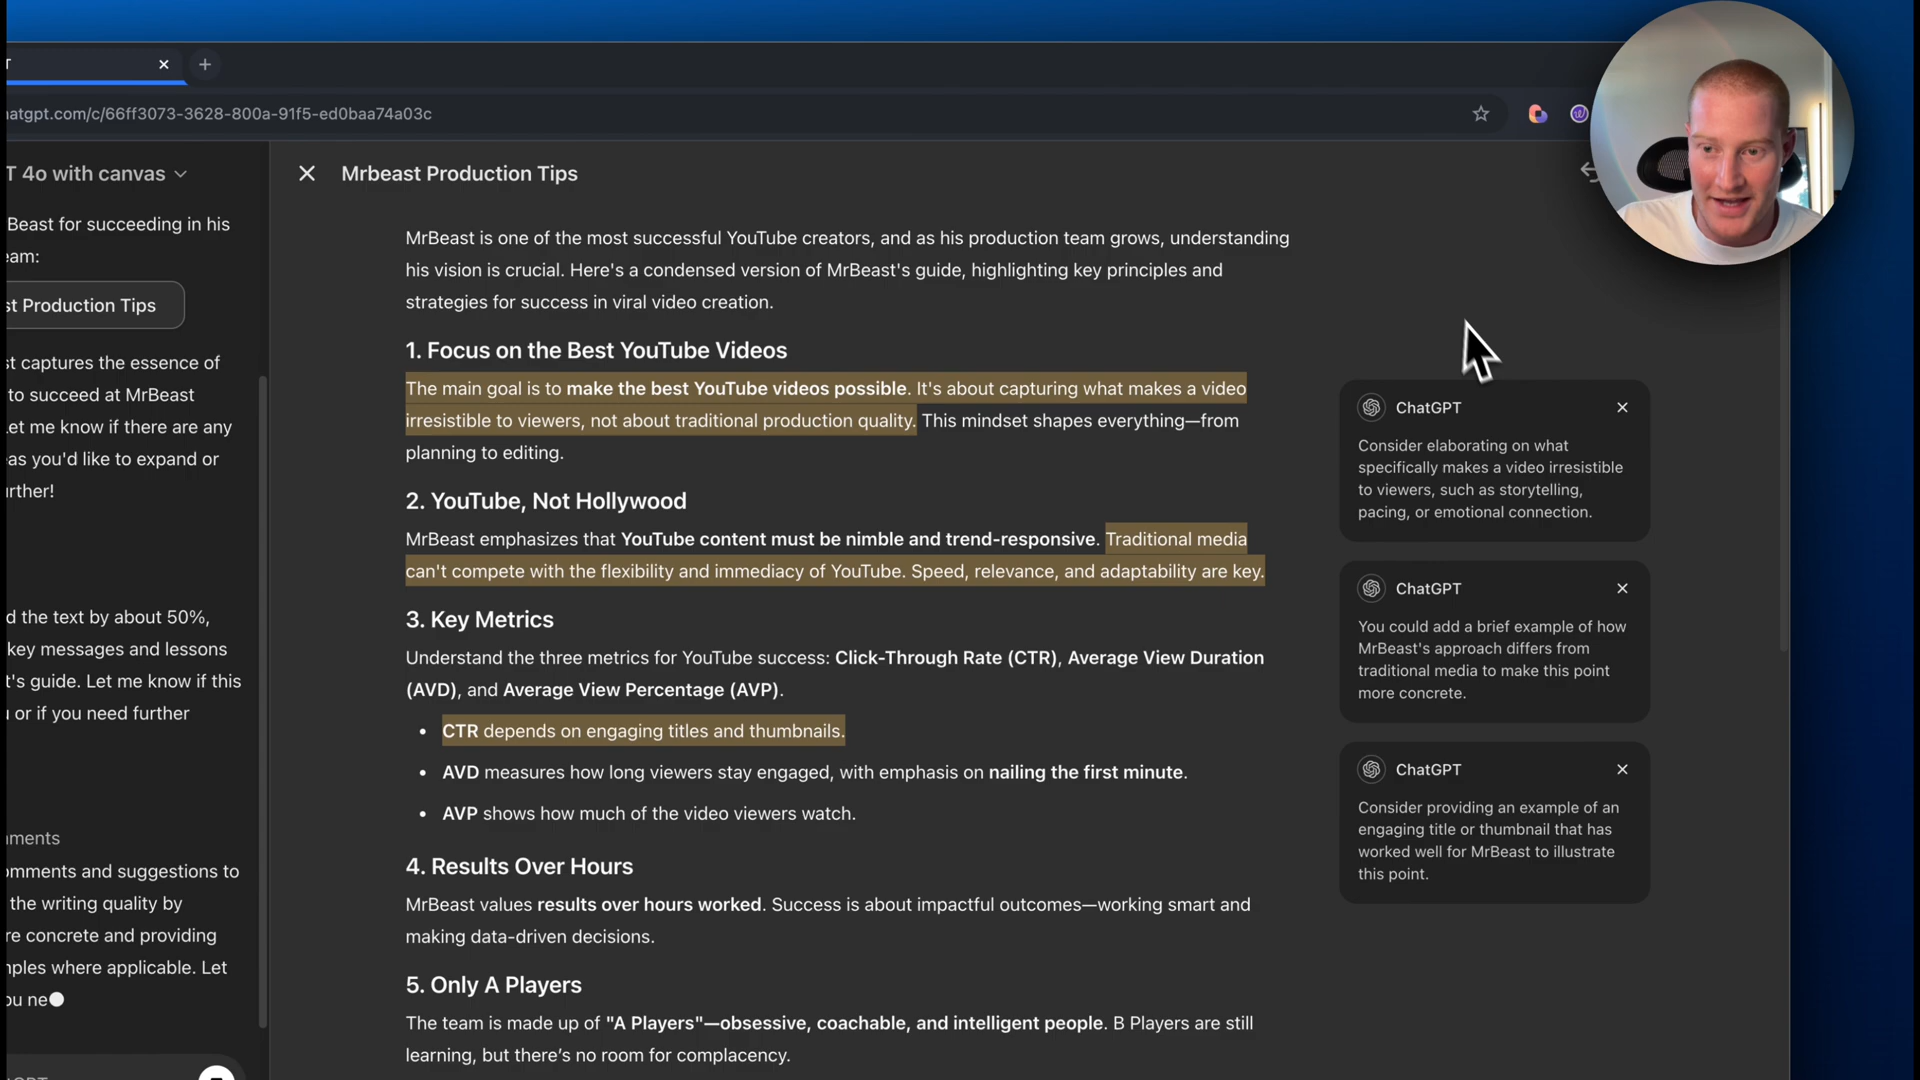 T
hatgpt.com/c/66ff3073-3628-800a-91f5-ed0baa74a03c
T 4o with canvas
Beast for succeeding in his
eam:
st Production Tips
st captures the essence of
to succeed at MrBeast
Let me know if there are any
eas you'd like to expand or
urther!
d the text by about 50%,
key messages and lessons
t's guide. Let me know if this
u or if you need further
ments
omments and suggestions to
the writing quality by
re concrete and providing
mples where applicable. Let
ou ne
Mrbeast Production Tips
MrBeast is one of the most successful YouTube creators, and as his production team grows, understanding
his vision is crucial. Here's a condensed version of MrBeast's guide, highlighting key principles and
strategies for success in viral video creation.
1. Focus on the Best YouTube Videos
The main goal is to make the best YouTube videos possible. It's about capturing what makes a video
irresistible to viewers, not about traditional production quality. This mindset shapes everything—from
planning to editing.
2. YouTube, Not Hollywood
MrBeast emphasizes that YouTube content must be nimble and trend-responsive. Traditional media
can't compete with the flexibility and immediacy of YouTube. Speed, relevance, and adaptability are key.
3. Key Metrics
Understand the three metrics for YouTube success: Click-Through Rate (CTR), Average View Duration
(AVD), and Average View Percentage (AVP).
• CTR depends on engaging titles and thumbnails.
• AVD measures how long viewers stay engaged, with emphasis on nailing the first minute.
• AVP shows how much of the video viewers watch.
4. Results Over Hours
MrBeast values results over hours worked. Success is about impactful outcomes—working smart and
making data-driven decisions.
5. Only A Players
The team is made up of "A Players"—obsessive, coachable, and intelligent people. B Players are still
learning, but there's no room for complacency.
ChatGPT
Consider elaborating on what
specifically makes a video irresistible
to viewers, such as storytelling,
pacing, or emotional connection.
ChatGPT
You could add a brief example of how
MrBeast's approach differs from
traditional media to make this point
more concrete.
ChatGPT
Consider providing an example of an
engaging title or thumbnail that has
worked well for MrBeast to illustrate
this point.